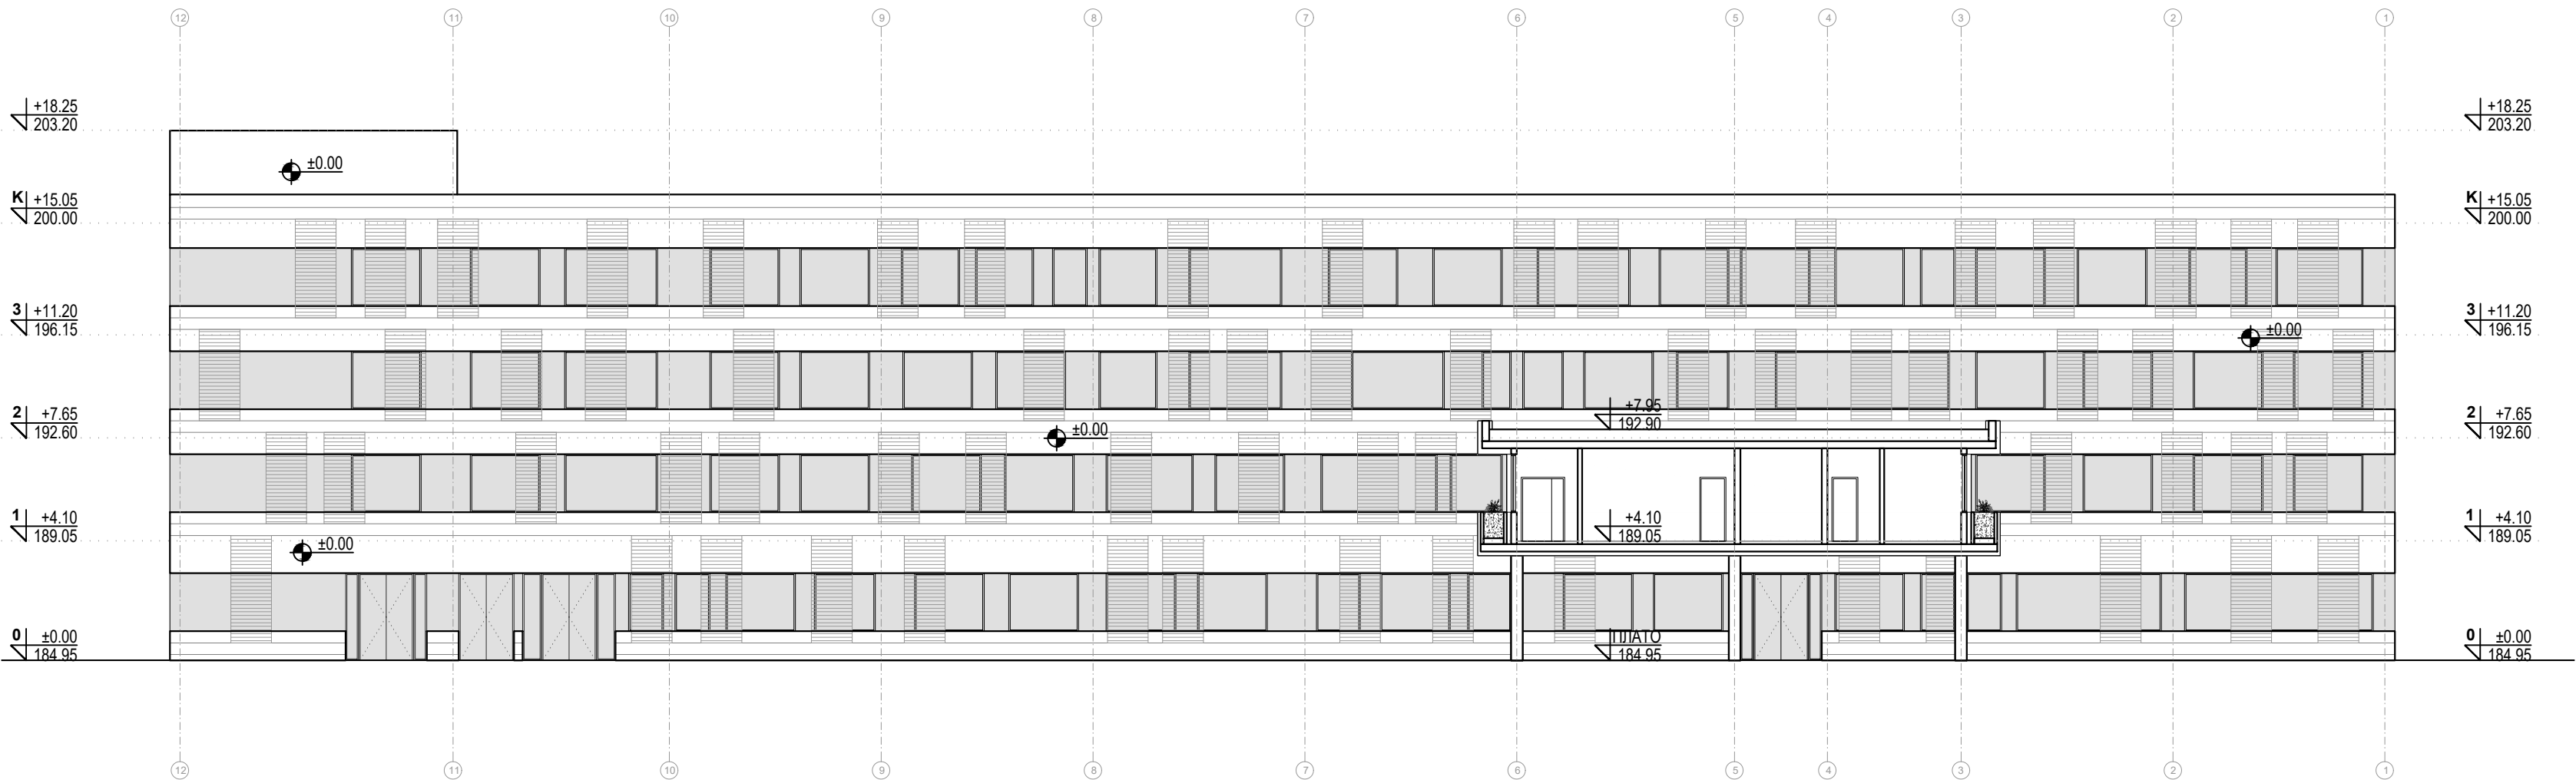 12 11 10 9 8 7 6 5 4 3 2 1
+18.25 +18.25
203.20 203.20
±0.00
K +15.05 K +15.05
200.00 200.00
3 +11.20 3 +11.20
196.15 ±0.00 196.15
+7.95
2 +7.65 2 +7.65
192.60 192.90 192.60
±0.00
1 +4.10 +4.10 1 +4.10
189.05 189.05 189.05
±0.00
0 ±0.00 ПЛАТО 0 ±0.00
184.95 184.95 184.95
12 11 10 9 8 7 6 5 4 3 2 1